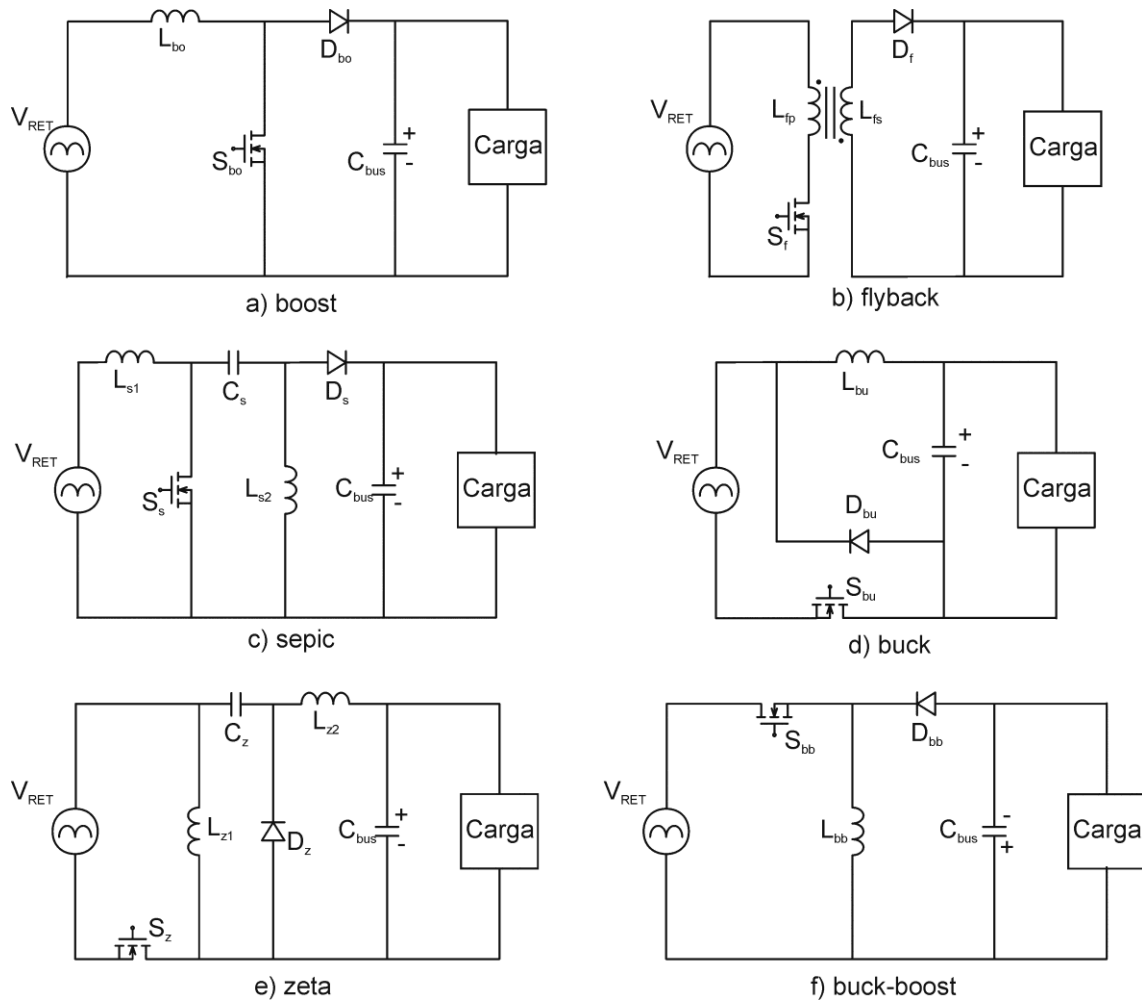 L_bo
D_bo
V_RET
S_bo
C_bus
+
-
Carga
a) boost
D_f
V_RET
L_fp
L_fs
C_bus
+
-
Carga
S_f
b) flyback
L_s1
C_s
D_s
V_RET
S_s
L_s2
C_bus
+
-
Carga
c) sepic
L_bu
V_RET
C_bus
+
-
Carga
D_bu
S_bu
d) buck
C_z
L_z2
V_RET
L_z1
D_z
C_bus
+
-
Carga
S_z
e) zeta
S_bb
D_bb
V_RET
L_bb
C_bus
-
+
Carga
f) buck-boost